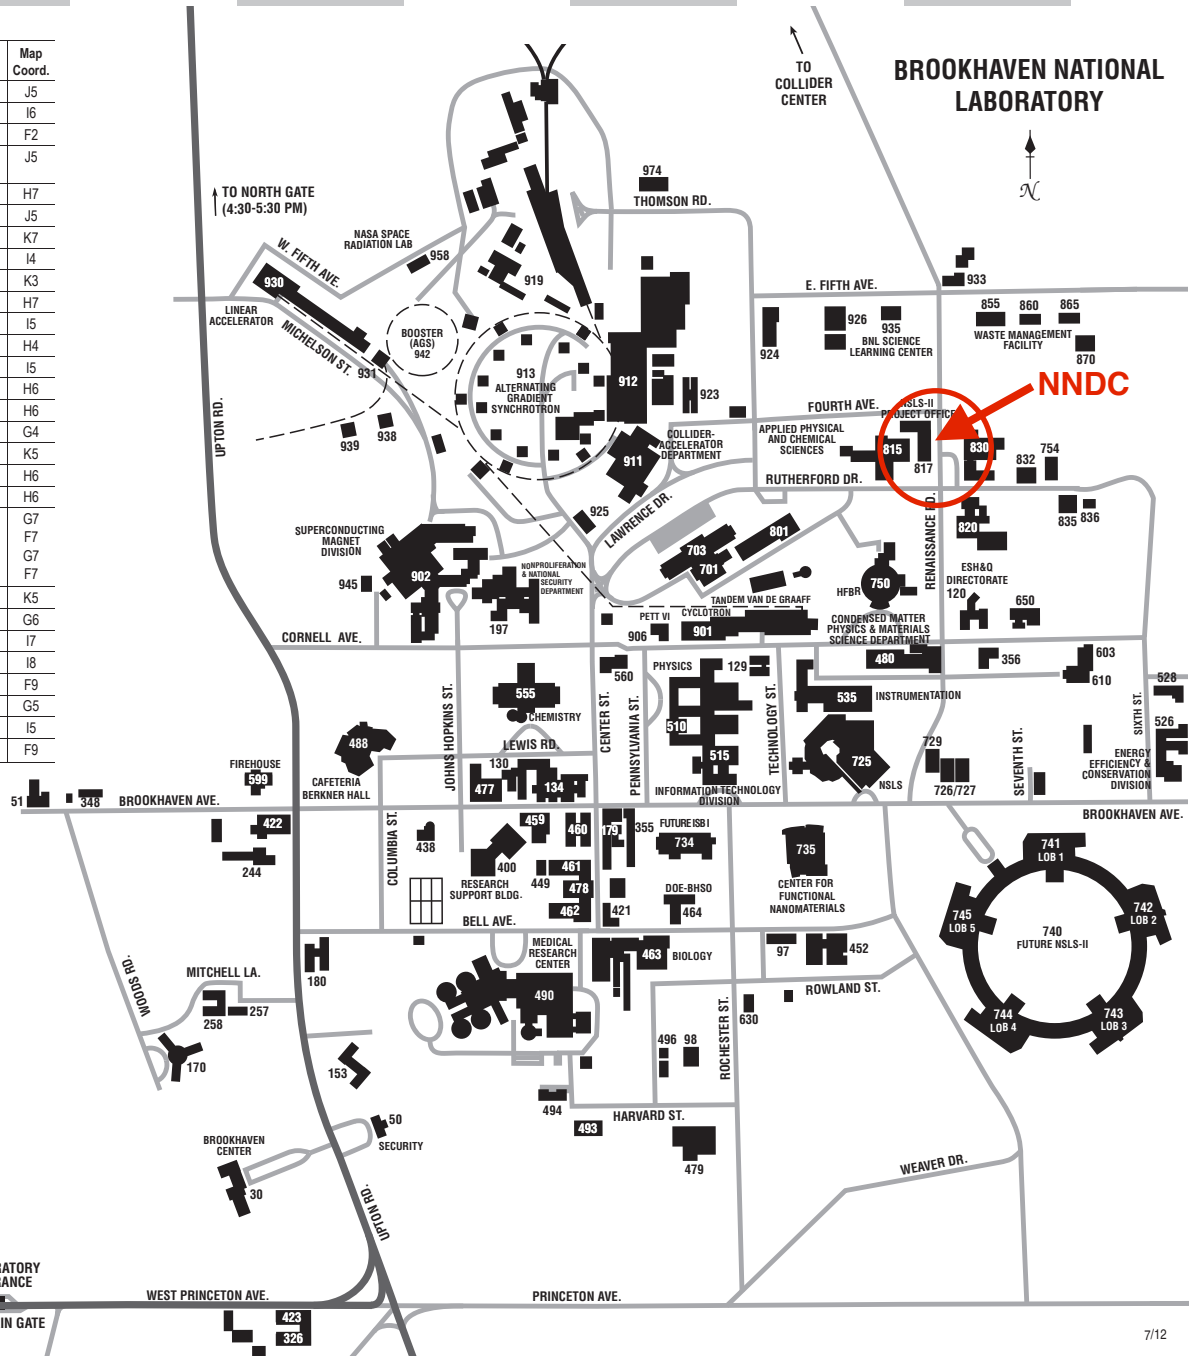 Map
Coord.
J5
I6
F2
J5
H7
J5
K7
I4
K3
H7
I5
H4
I5
H6
H6
G4
K5
H6
H6
G7
F7
G7
F7
K5
G6
I7
I8
F9
G5
I5
F9
BROOKHAVEN NATIONAL
LABORATORY
N
TO
COLLIDER
CENTER
TO NORTH GATE
(4:30-5:30 PM)
974
THOMSON RD.
NASA SPACE
RADIATION LAB
958
W. FIFTH AVE.
930
919
933
E. FIFTH AVE.
LINEAR
ACCELERATOR
MICHELSON ST.
931
BOOSTER
(AGS)
942
926
935
BNL SCIENCE
LEARNING CENTER
924
855
860
865
WASTE MANAGEMENT
FACILITY
870
913
ALTERNATING
GRADIENT
SYNCHROTRON
912
923
NNDC
UPTON RD.
939
938
FOURTH AVE.
NSLS-II
PROJECT OFFICE
COLLIDER-
ACCELERATOR
DEPARTMENT
911
APPLIED PHYSICAL
AND CHEMICAL
SCIENCES
815
817
830
832
754
RUTHERFORD DR.
835
836
925
LAWRENCE DR.
801
703
701
RENAISSANCE RD.
820
SUPERCONDUCTING
MAGNET
DIVISION
902
945
NONPROLIFERATION
& NATIONAL
SECURITY
DEPARTMENT
197
TANDEM VAN DE GRAAFF
HFBR
750
ESH&Q
DIRECTORATE
120
650
CORNELL AVE.
PETT VI
906
CYCLOTRON
901
CONDENSED MATTER
PHYSICS & MATERIALS
SCIENCE DEPARTMENT
480
356
603
610
528
560
PHYSICS
129
555
CHEMISTRY
JOHNS HOPKINS ST.
CENTER ST.
PENNSYLVANIA ST.
510
515
TECHNOLOGY ST.
535
INSTRUMENTATION
SIXTH ST.
526
488
LEWIS RD.
725
NSLS
729
726/727
SEVENTH ST.
ENERGY
EFFICIENCY &
CONSERVATION
DIVISION
FIREHOUSE
599
CAFETERIA
BERKNER HALL
130
477
134
INFORMATION TECHNOLOGY
DIVISION
51
348
BROOKHAVEN AVE.
BROOKHAVEN AVE.
422
244
COLUMBIA ST.
438
459
460
179
355
FUTURE ISB I
734
735
741
LOB 1
400
RESEARCH
SUPPORT BLDG.
449
461
478
462
421
DOE-BHSO
464
CENTER FOR
FUNCTIONAL
NANOMATERIALS
BELL AVE.
745
LOB 5
740
FUTURE NSLS-II
742
LOB 2
744
LOB 4
743
LOB 3
MEDICAL
RESEARCH
CENTER
463
BIOLOGY
97
452
WOODS RD.
MITCHELL LA.
180
490
ROWLAND ST.
258
257
630
ROCHESTER ST.
170
153
496
98
494
HARVARD ST.
493
479
50
SECURITY
BROOKHAVEN
CENTER
30
UPTON RD.
WEAVER DR.
RATORY
RANCE
IN GATE
WEST PRINCETON AVE.
PRINCETON AVE.
423
326
7/12